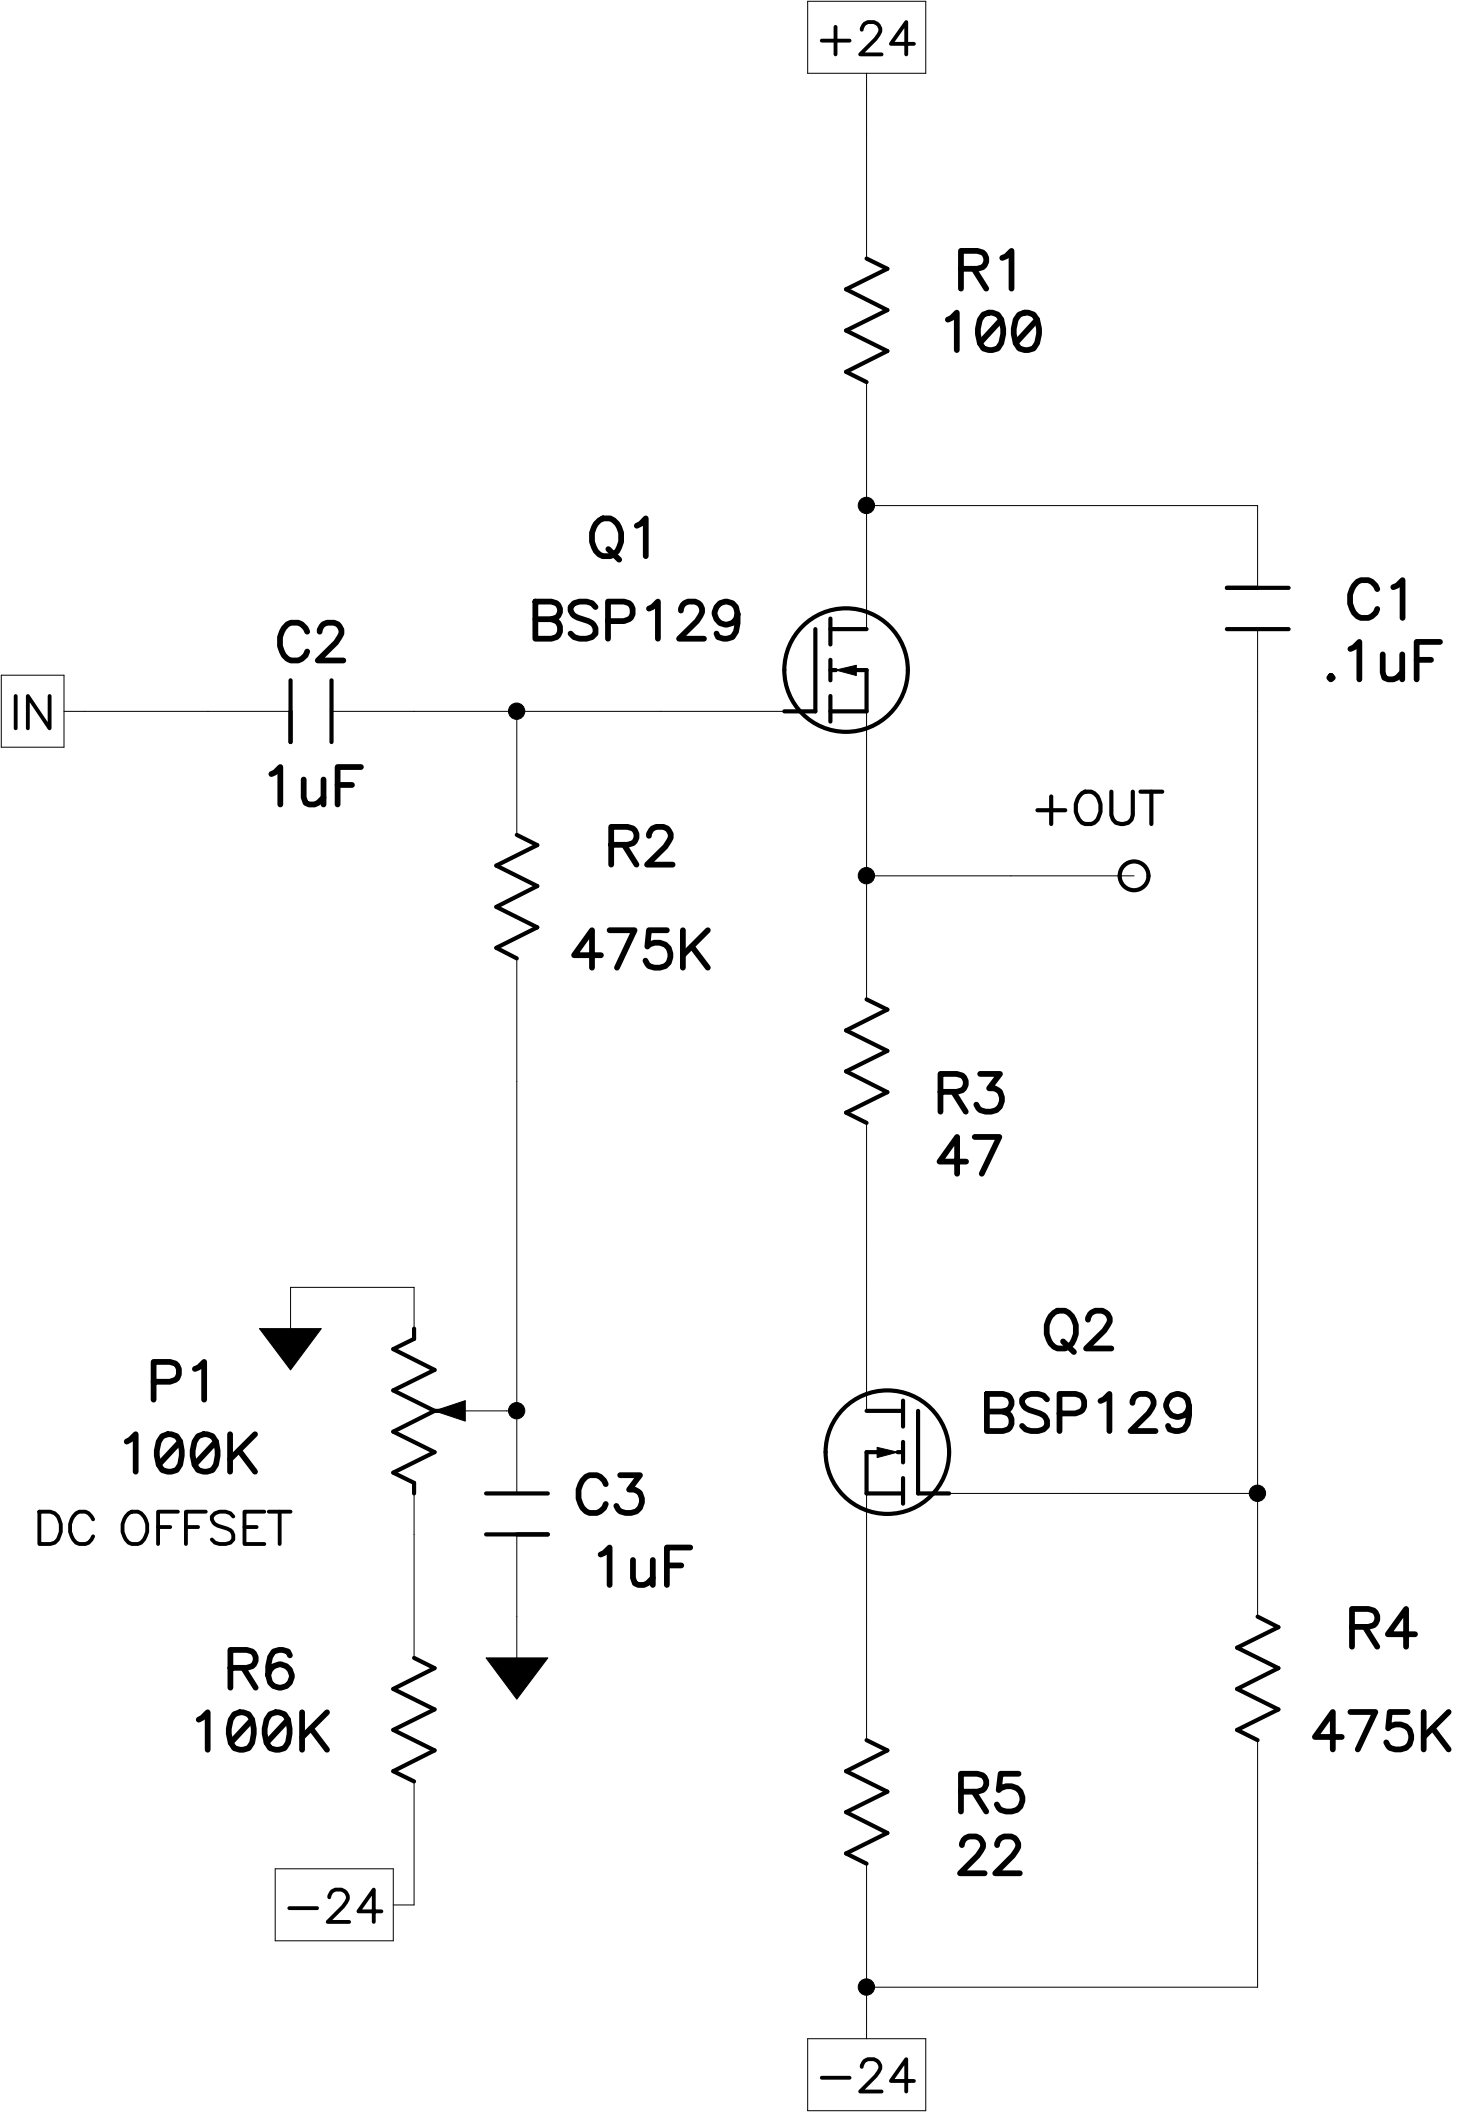 +24
R1
100
Q1
BSP129
C1
.1uF
C2
IN
1uF
+OUT
R2
475K
R3
47
Q2
BSP129
P1
100K
DC OFFSET
C3
1uF
R4
475K
R6
100K
R5
22
-24
-24